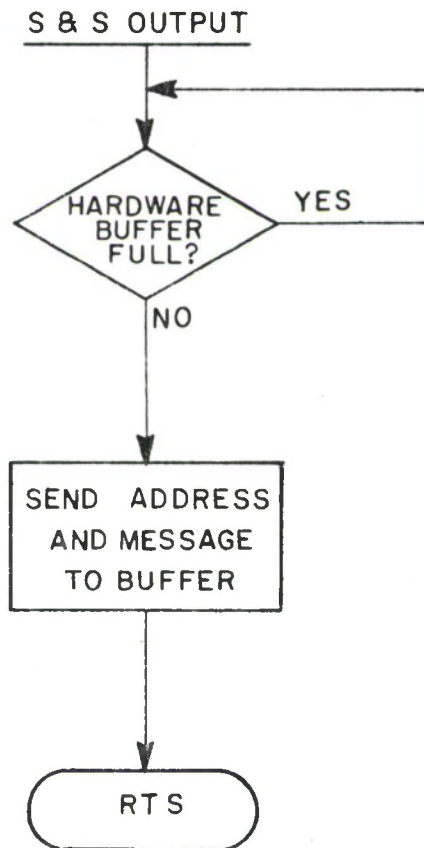 S & S OUTPUT
HARDWARE
BUFFER
FULL?
YES
NO
SEND ADDRESS
AND MESSAGE
TO BUFFER
RTS